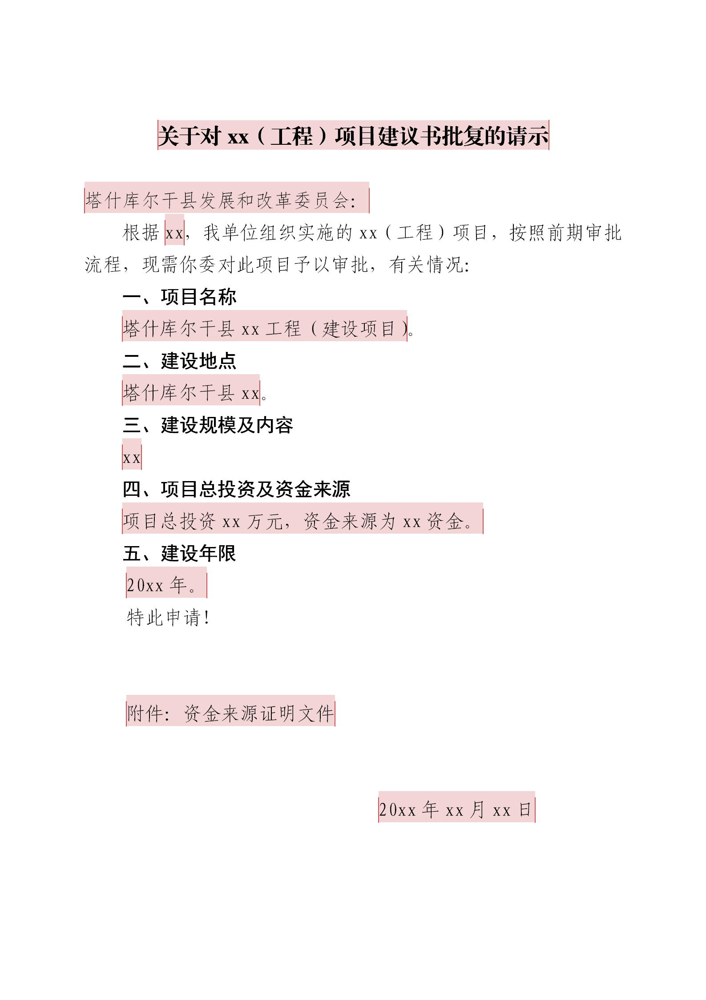 关于对 xx（工程）项目建议书批复的请示
塔什库尔干县发展和改革委员会：
根据 xx，我单位组织实施的 xx（工程）项目，按照前期审批
流程，现需你委对此项目予以审批，有关情况：
一、项目名称
塔什库尔干县 xx 工程（建设项目）。
二、建设地点
塔什库尔干县 xx。
三、建设规模及内容
xx
四、项目总投资及资金来源
项目总投资 xx 万元，资金来源为 xx 资金。
五、建设年限
20xx 年。
特此申请！
附件：资金来源证明文件
20xx 年 xx 月 xx 日